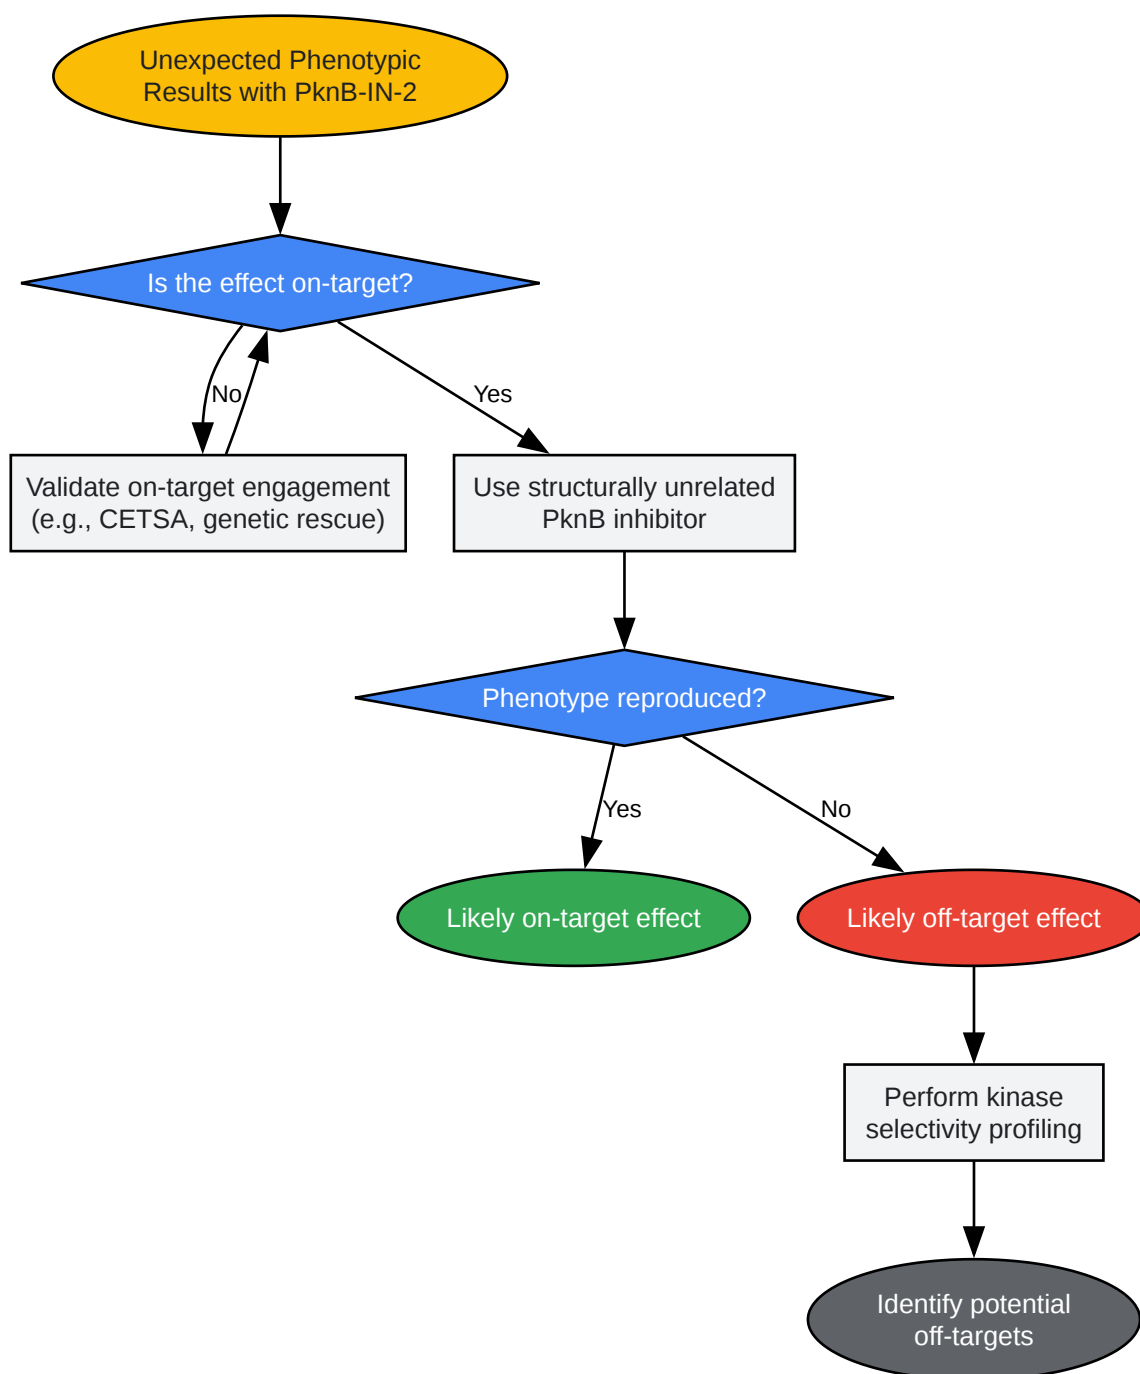 Unexpected Phenotypic
Results with PknB-IN-2
Is the effect on-target?
No
Yes
Validate on-target engagement
(e.g., CETSA, genetic rescue)
Use structurally unrelated
PknB inhibitor
Phenotype reproduced?
Yes
No
Likely on-target effect
Likely off-target effect
Perform kinase
selectivity profiling
Identify potential
off-targets